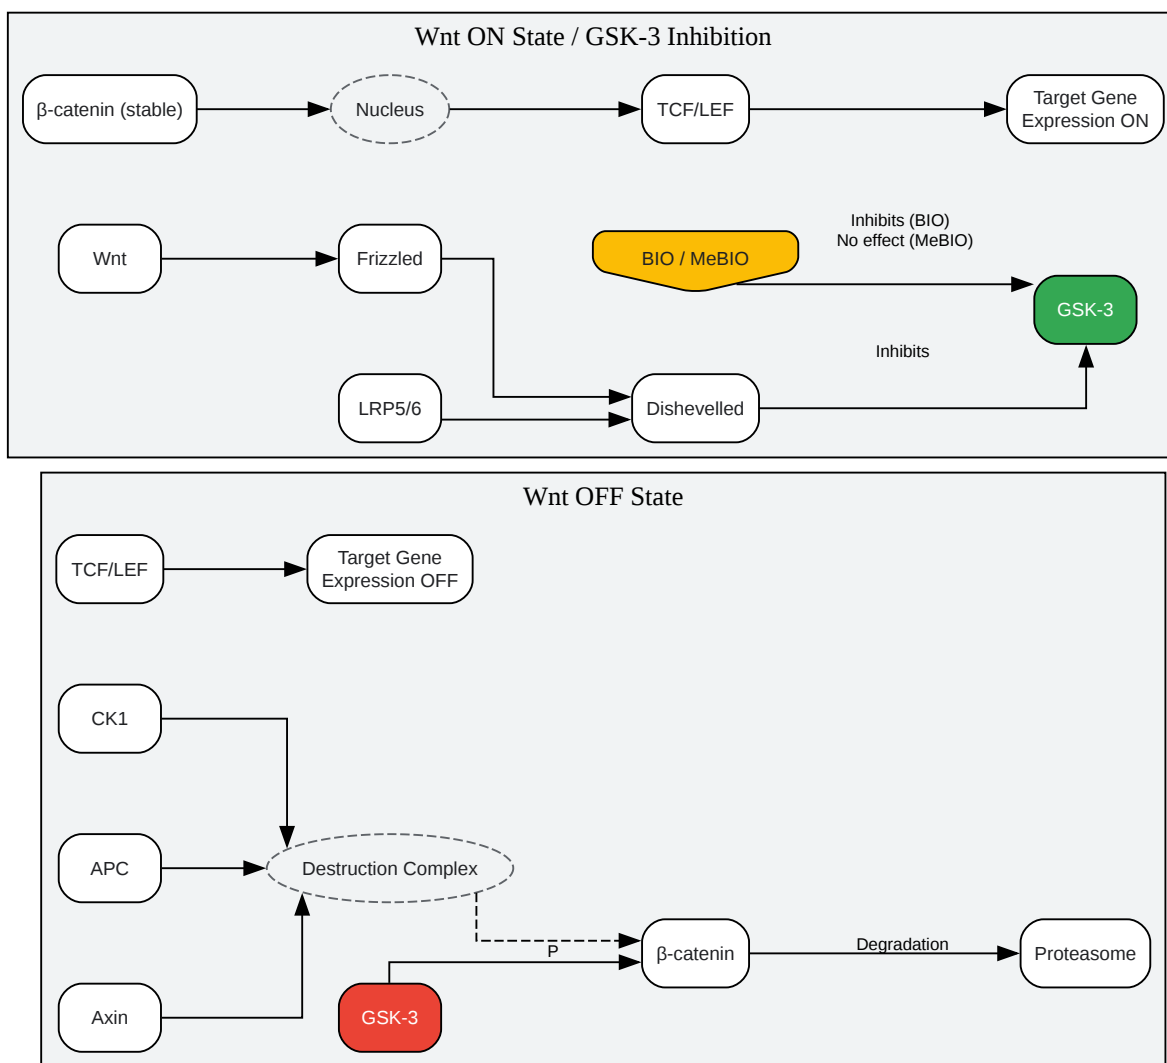 Wnt ON State / GSK-3 Inhibition
β-catenin (stable)
Nucleus
TCF/LEF
Target Gene
Expression ON
Wnt
Frizzled
BIO / MeBIO
Inhibits (BIO)
No effect (MeBIO)
GSK-3
Inhibits
LRP5/6
Dishevelled
Wnt OFF State
TCF/LEF
Target Gene
Expression OFF
CK1
APC
Destruction Complex
P
β-catenin
Degradation
Proteasome
Axin
GSK-3